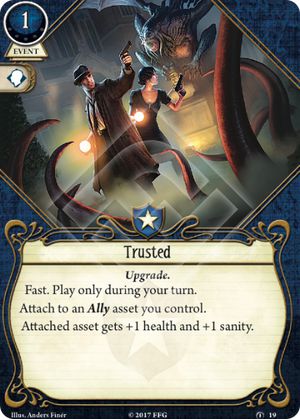 1
EVENT
Trusted
Upgrade.
Fast. Play only during your turn.
Attach to an Ally asset you control.
Attached asset gets +1 health and +1 sanity.
Illus. Anders Finér
© 2017 FFG
19